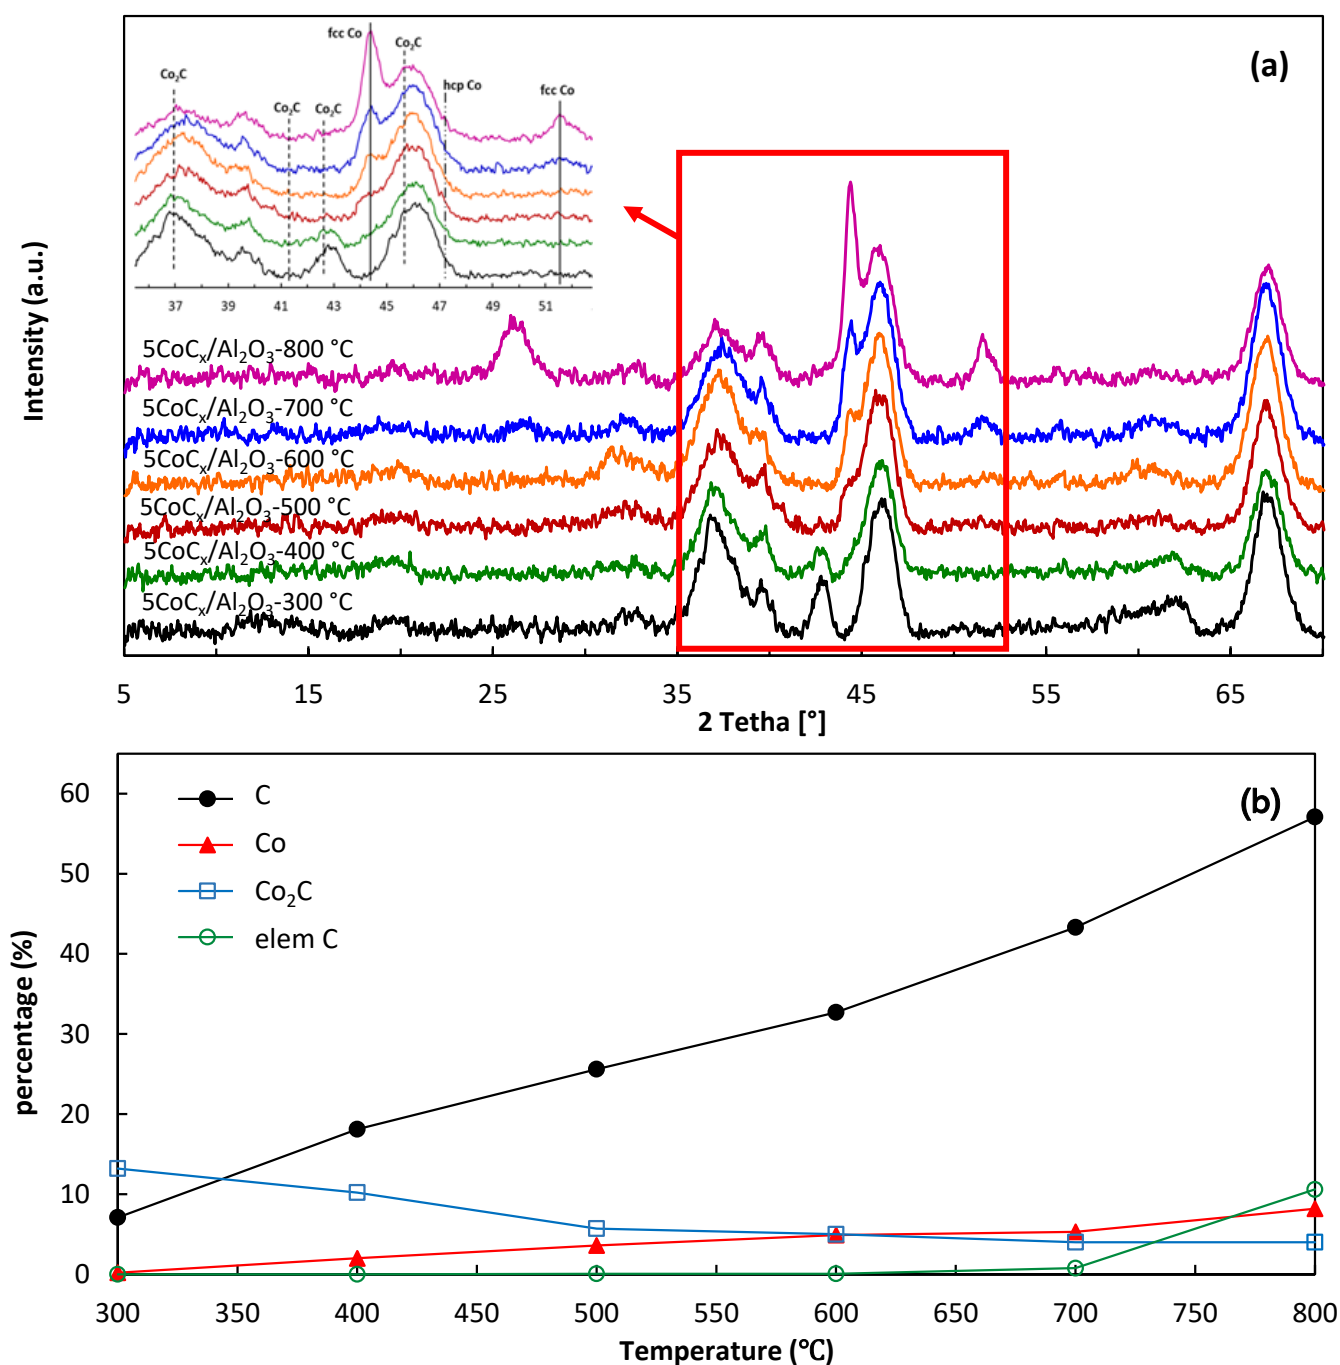 (a)
fcc Co
Co₂C
Co₂C
hcp Co
fcc Co
Co₂C
Co₂C
37 39 41 43 45 47 49 51
Intensity (a.u.)
5CoCₓ/Al₂O₃-800 °C
5CoCₓ/Al₂O₃-700 °C
5CoCₓ/Al₂O₃-600 °C
5CoCₓ/Al₂O₃-500 °C
5CoCₓ/Al₂O₃-400 °C
5CoCₓ/Al₂O₃-300 °C
5 15 25 35 45 55 65
2 Tetha [°]
(b)
C
Co
Co₂C
elem C
percentage (%)
60
50
40
30
20
10
0
300 350 400 450 500 550 600 650 700 750 800
Temperature (℃)